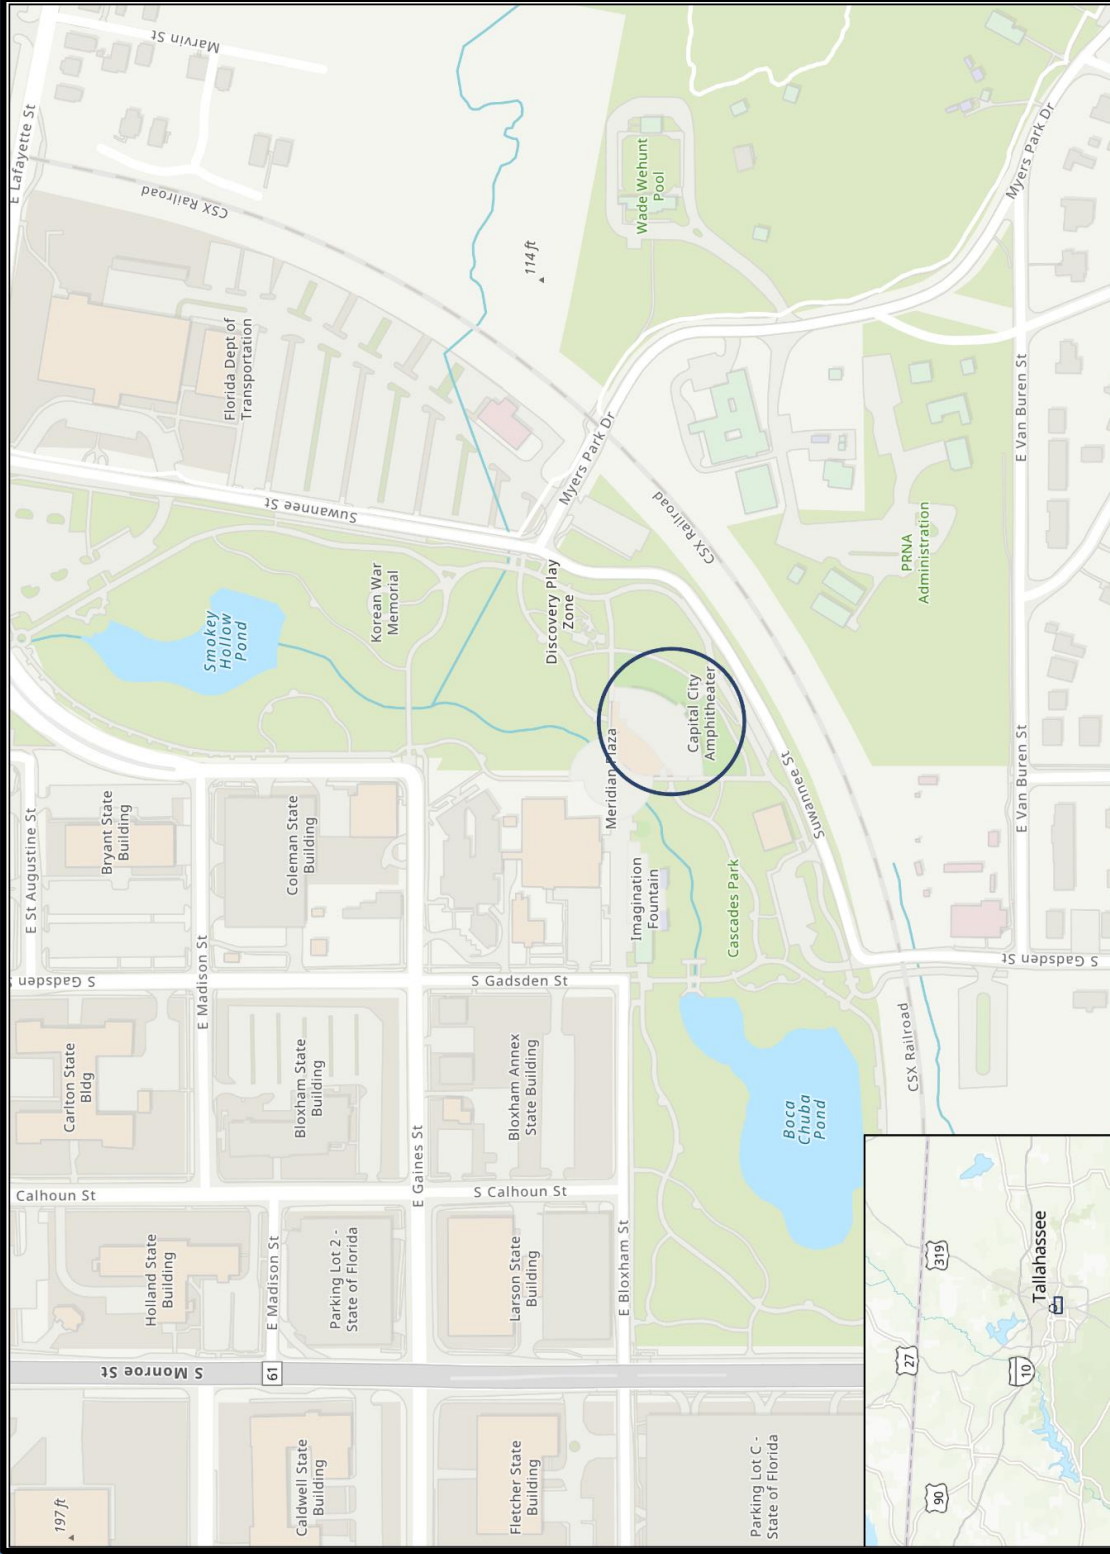 E Lafayette St
Marvin St
CSX Railroad
Florida Dept of
Transportation
Suwannee St
114 ft
Wade Wehunt
Pool
Myers Park Dr
Myers Park Dr
CSX Railroad
E Van Buren St
PRNA
Administration
Smokey
Hollow
Pond
Korean War
Memorial
Discovery Play
Zone
Capital City
Amphitheater
Meridian Plaza
Suwannee St
E Van Buren St
E St Augustine St
Bryant State
Building
Coleman State
Building
Imagination
Fountain
Cascades Park
S Gadsden S
E Madison St
S Gadsden St
S Gadsden St
CSX Railroad
Carlton State
Bldg
Bloxham State
Building
Bloxham Annex
State Building
Boca
Chuba
Pond
Calhoun St
E Gaines St
S Calhoun St
Holland State
Building
E Madison St
Parking Lot 2 -
State of Florida
Larson State
Building
E Bloxham St
S Monroe St
61
197 ft
Caldwell State
Building
Fletcher State
Building
Parking Lot C -
State of Florida
319
Tallahassee
27
10
90